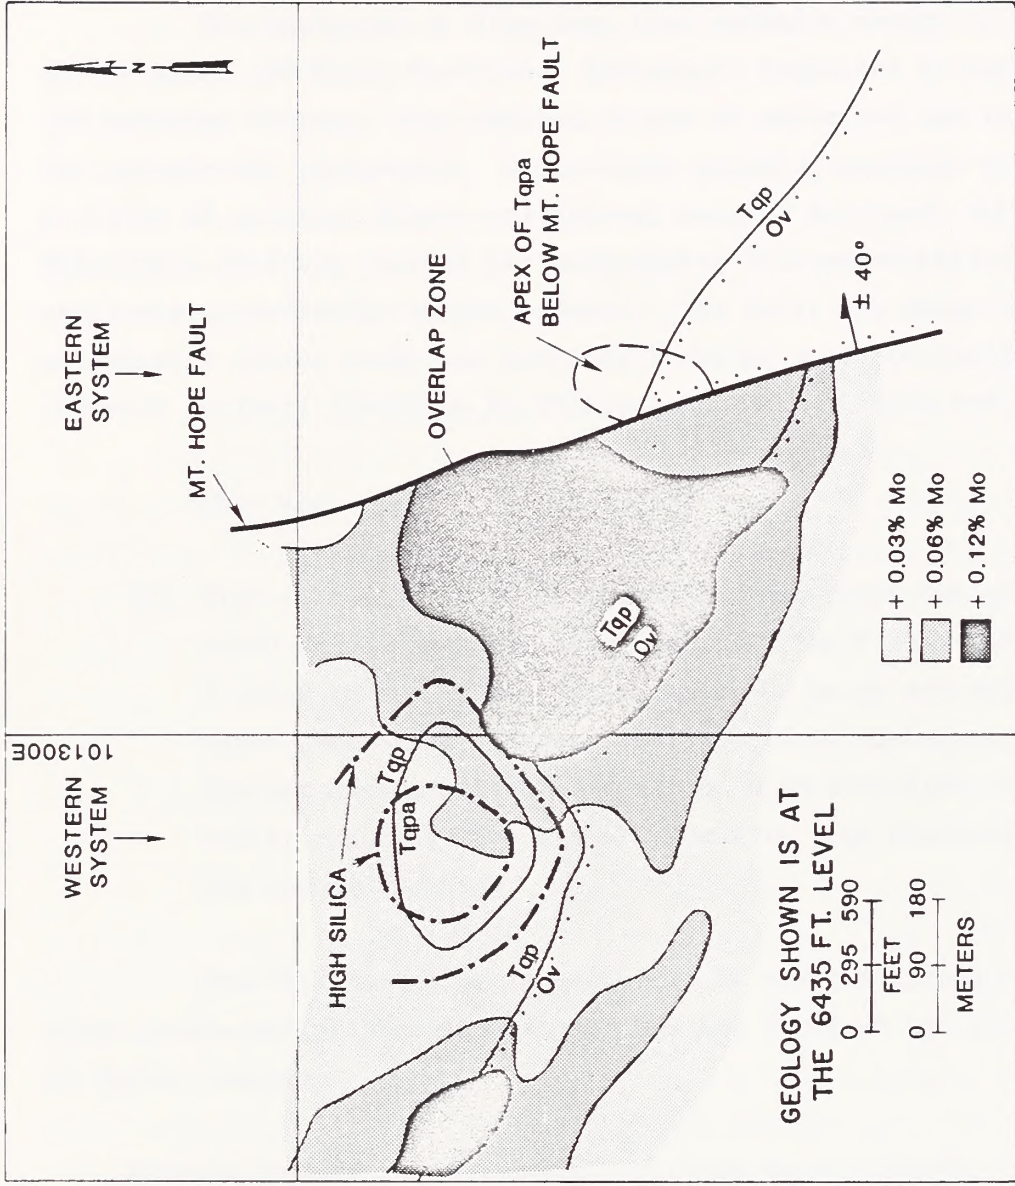 WESTERN
SYSTEM
EASTERN
SYSTEM
N
101300E
MT. HOPE FAULT
HIGH SILICA
OVERLAP ZONE
APEX OF Tqpa
BELOW MT. HOPE FAULT
Tqp
Tqpa
Tqp
Ov
Tqp
Ov
Tqp
Ov
± 40°
GEOLOGY SHOWN IS AT
THE 6435 FT. LEVEL
0 295 590
FEET
0 90 180
METERS
+ 0.03% Mo
+ 0.06% Mo
+ 0.12% Mo